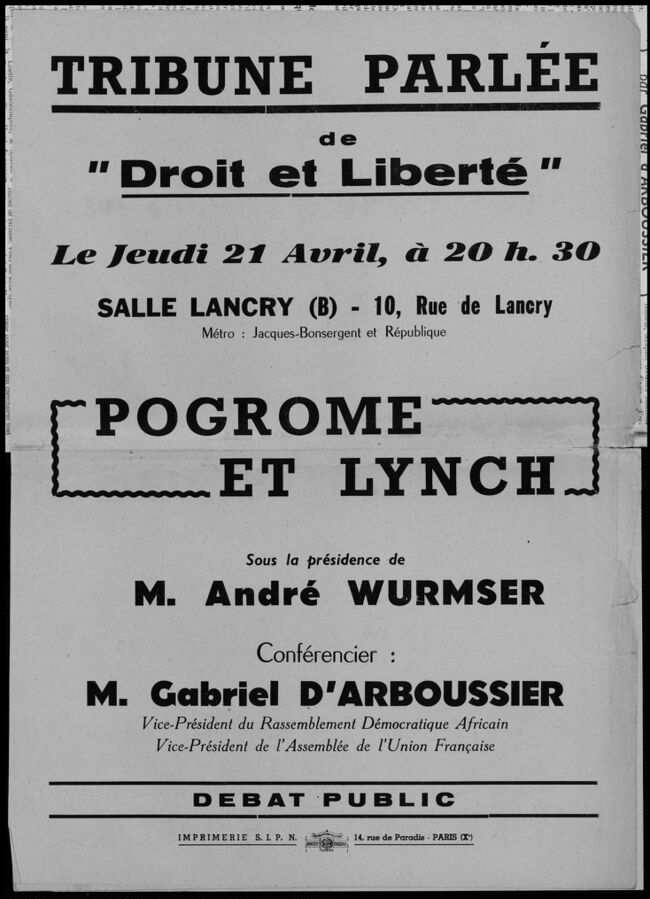 TRIBUNE PARLÉE
de
" Droit et Liberté "
Le Jeudi 21 Avril, à 20 h. 30
SALLE LANCRY (B) - 10, Rue de Lancry
Métro : Jacques-Bonsergent et République
POGROME
ET LYNCH
Sous la présidence de
M. André WURMSER
Conférencier :
M. Gabriel D'ARBOUSSIER
Vice-Président du Rassemblement Démocratique Africain
Vice-Président de l'Assemblée de l'Union Française
DEBAT PUBLIC
IMPRIMERIE S. I. P. N. 14, rue de Paradis - PARIS (Xᵉ)
par Gabriel d'ARBOUSSIER